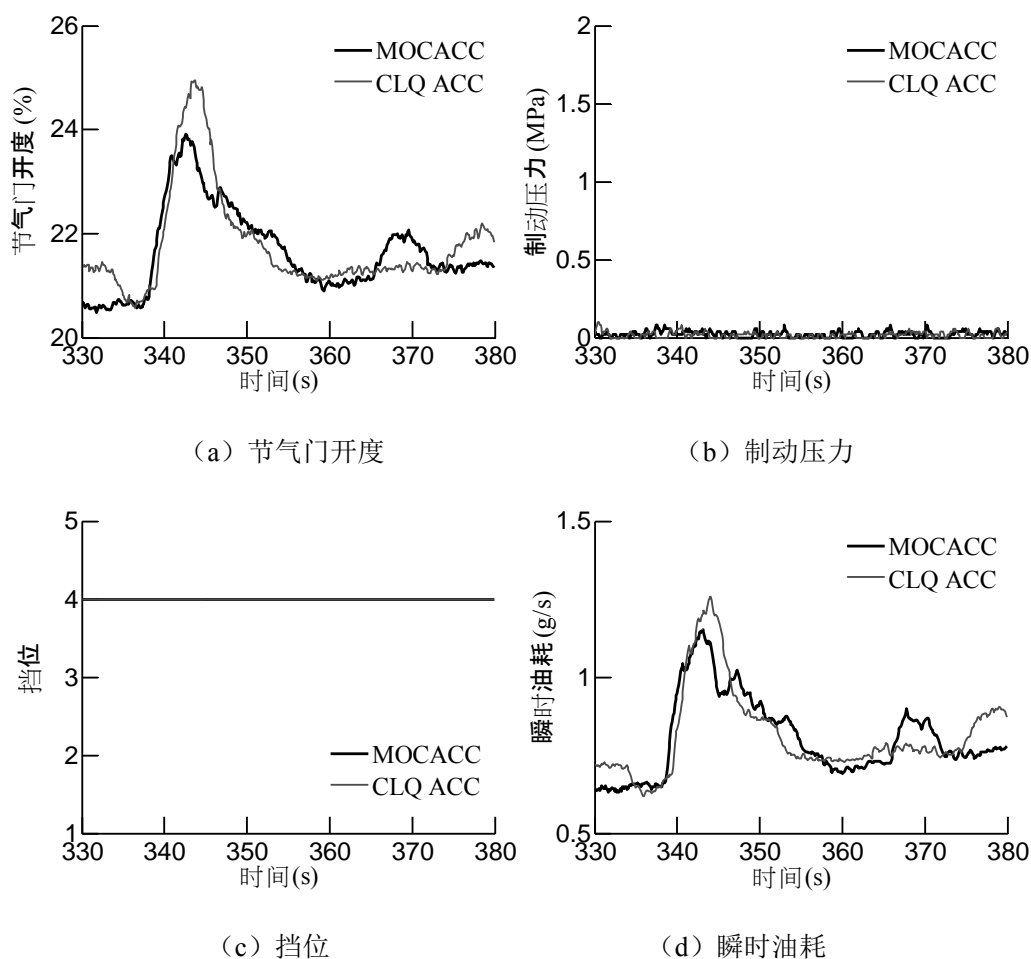 26
24
22
20
节气门开度 (%)
MOCACC
CLQ ACC
330 340 350 360 370 380
时间(s)
（a）节气门开度
2
1.5
1
0.5
0
制动压力 (MPa)
MOCACC
CLQ ACC
330 340 350 360 370 380
时间(s)
（b）制动压力
5
4
3
2
1
挡位
MOCACC
CLQ ACC
330 340 350 360 370 380
时间(s)
（c）挡位
1.5
1
0.5
瞬时油耗 (g/s)
MOCACC
CLQ ACC
330 340 350 360 370 380
时间(s)
（d）瞬时油耗